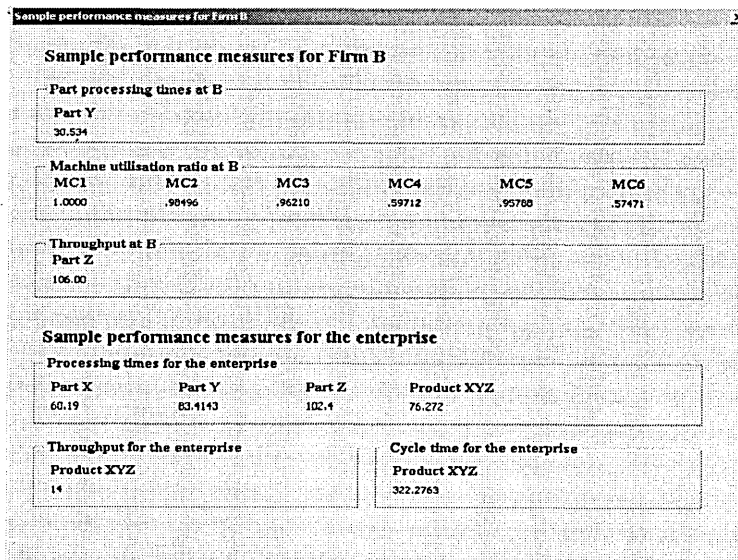 Sample performance measures for Firm B
Sample performance measures for Firm B
Part processing times at B
Part Y
30.534
Machine utilisation ratio at B
MC1 MC2 MC3 MC4 MC5 MC6
1.0000 .98496 .96210 .59712 .95788 .57471
Throughput at B
Part Z
106.00
Sample performance measures for the enterprise
Processing times for the enterprise
Part X Part Y Part Z Product XYZ
60.19 83.4143 102.4 76.272
Throughput for the enterprise Cycle time for the enterprise
Product XYZ Product XYZ
14 322.2763